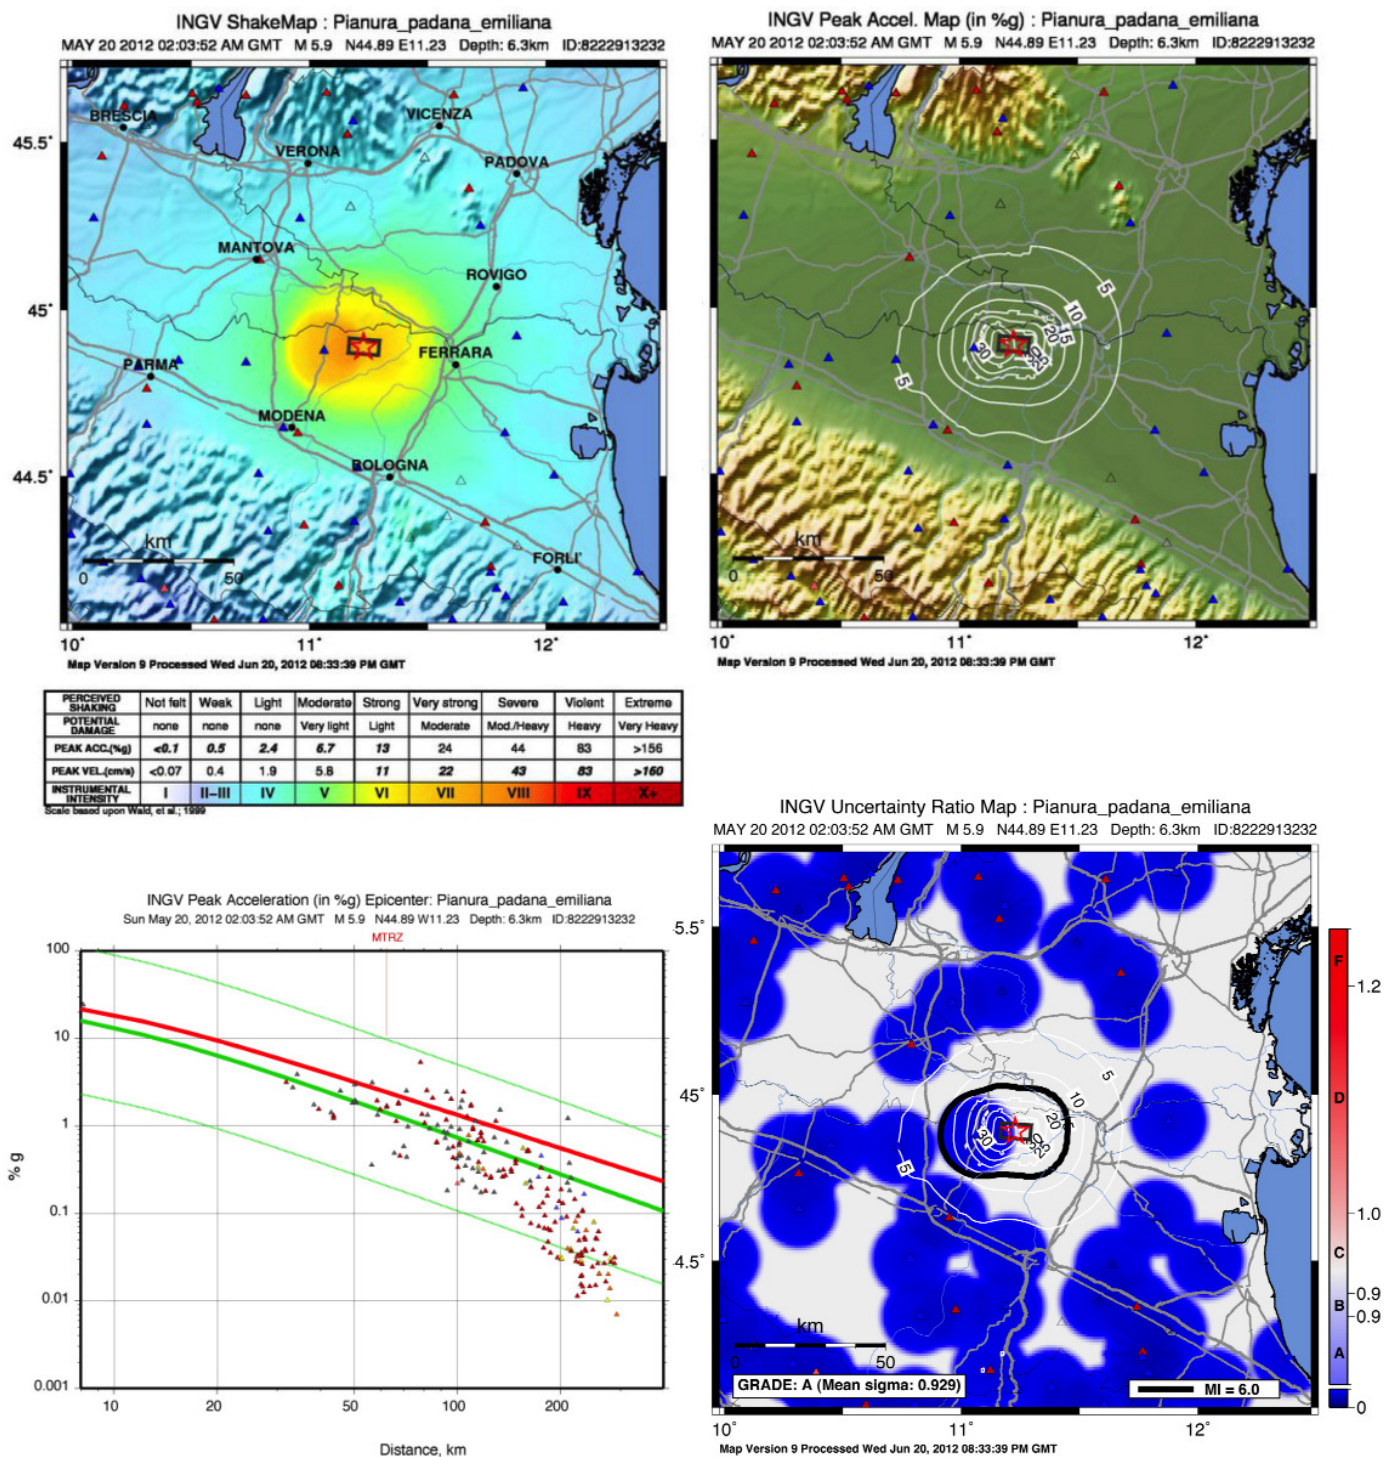 INGV ShakeMap : Pianura_padana_emiliana
MAY 20 2012 02:03:52 AM GMT M 5.9 N44.89 E11.23 Depth: 6.3km ID:8222913232
BRESCIA
VICENZA
45.5°
VERONA
PADOVA
MANTOVA
ROVIGO
45°
FERRARA
PARMA
MODENA
BOLOGNA
44.5°
km
0 50
FORLI'
10° 11° 12°
Map Version 9 Processed Wed Jun 20, 2012 08:33:39 PM GMT
INGV Peak Accel. Map (in %g) : Pianura_padana_emiliana
MAY 20 2012 02:03:52 AM GMT M 5.9 N44.89 E11.23 Depth: 6.3km ID:8222913232
5
10
15
20
30
5
km
0 50
10° 11° 12°
Map Version 9 Processed Wed Jun 20, 2012 08:33:39 PM GMT
PERCEIVED SHAKING Not felt Weak Light Moderate Strong Very strong Severe Violent Extreme
POTENTIAL DAMAGE none none none Very light Light Moderate Mod./Heavy Heavy Very Heavy
PEAK ACC.(%g) <0.1 0.5 2.4 6.7 13 24 44 83 >156
PEAK VEL.(cm/s) <0.07 0.4 1.9 5.8 11 22 43 83 >160
INSTRUMENTAL INTENSITY I II-III IV V VI VII VIII IX X+
Scale based upon Wald, et al.; 1999
INGV Peak Acceleration (in %g) Epicenter: Pianura_padana_emiliana
Sun May 20, 2012 02:03:52 AM GMT M 5.9 N44.89 W11.23 Depth: 6.3km ID:8222913232
MTRZ
100
10
1
0.1
0.01
0.001
% g
10 20 50 100 200
Distance, km
INGV Uncertainty Ratio Map : Pianura_padana_emiliana
MAY 20 2012 02:03:52 AM GMT M 5.9 N44.89 E11.23 Depth: 6.3km ID:8222913232
5.5°
45°
4.5°
5
10
20
30
5
km
0 50
GRADE: A (Mean sigma: 0.929)
MI = 6.0
10° 11° 12°
Map Version 9 Processed Wed Jun 20, 2012 08:33:39 PM GMT
F
1.2
D
1.0
C
0.9
B
0.9
A
0